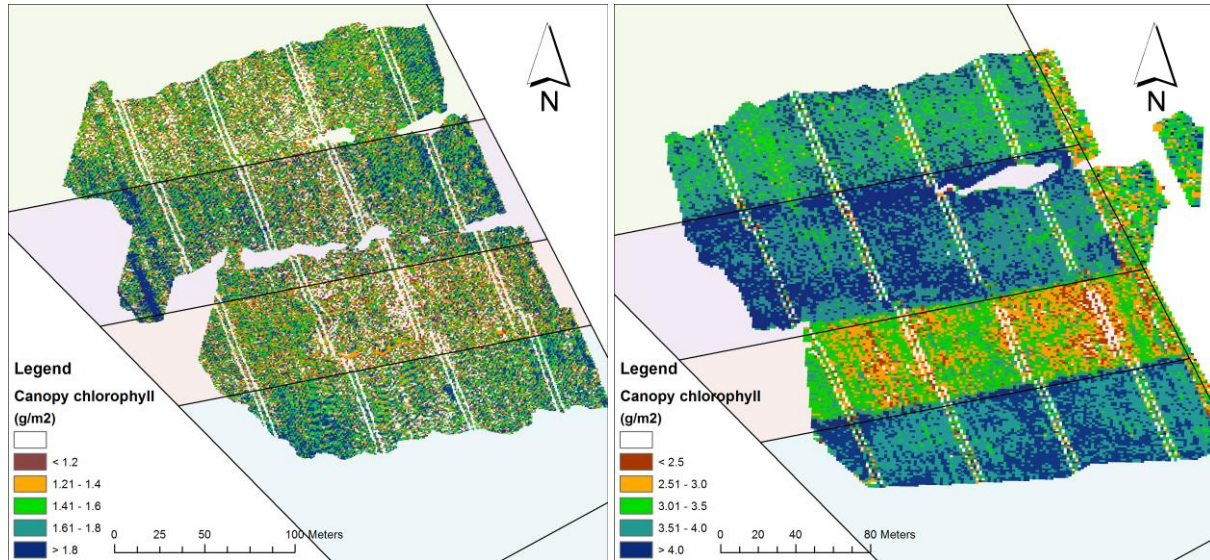 N
Legend
Canopy chlorophyll
(g/m2)
< 1.2
1.21 - 1.4
1.41 - 1.6
1.61 - 1.8
> 1.8
0 25 50 100 Meters
N
Legend
Canopy chlorophyll
(g/m2)
< 2.5
2.51 - 3.0
3.01 - 3.5
3.51 - 4.0
> 4.0
0 20 40 80 Meters